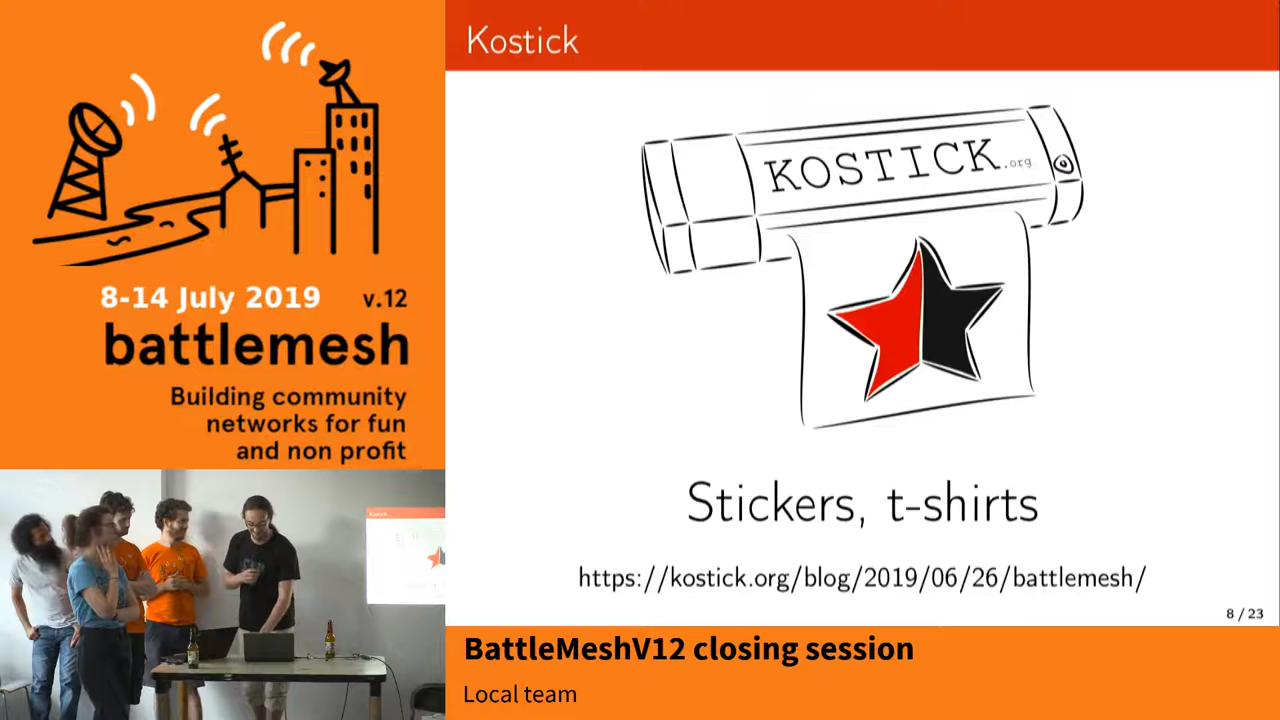 8-14 July 2019 v.12
battlemesh
Building community
networks for fun
and non profit
Kostick
KOSTICK.org
Stickers, t-shirts
https://kostick.org/blog/2019/06/26/battlemesh/
8 / 23
BattleMeshV12 closing session
Local team